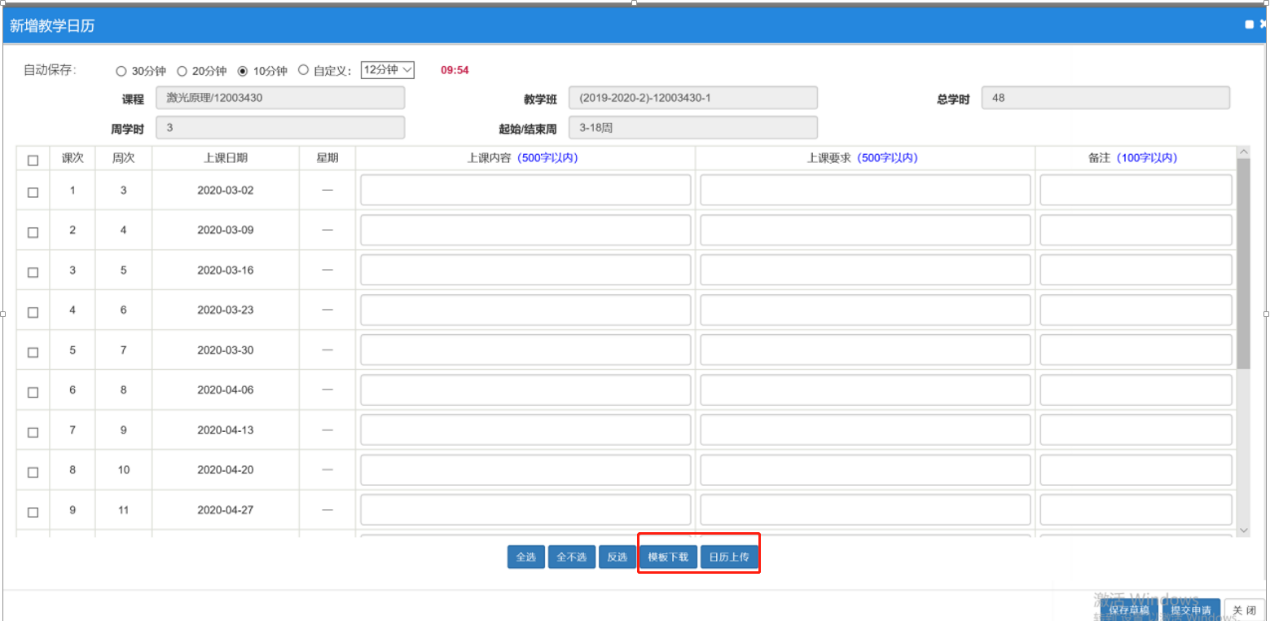 新增教学日历
自动保存: 30分钟 20分钟 10分钟 自定义: 12分钟 09:54
课程 激光原理/12003430 教学班 (2019-2020-2)-12003430-1 总学时 48
周学时 3 起始/结束周 3-18周
课次 周次 上课日期 星期 上课内容 (500字以内) 上课要求 (500字以内) 备注 (100字以内)
1 3 2020-03-02 一
2 4 2020-03-09 一
3 5 2020-03-16 一
4 6 2020-03-23 一
5 7 2020-03-30 一
6 8 2020-04-06 一
7 9 2020-04-13 一
8 10 2020-04-20 一
9 11 2020-04-27 一
全选 全不选 反选 模板下载 日历上传
激活 Windows
保存草稿 提交申请 关 闭